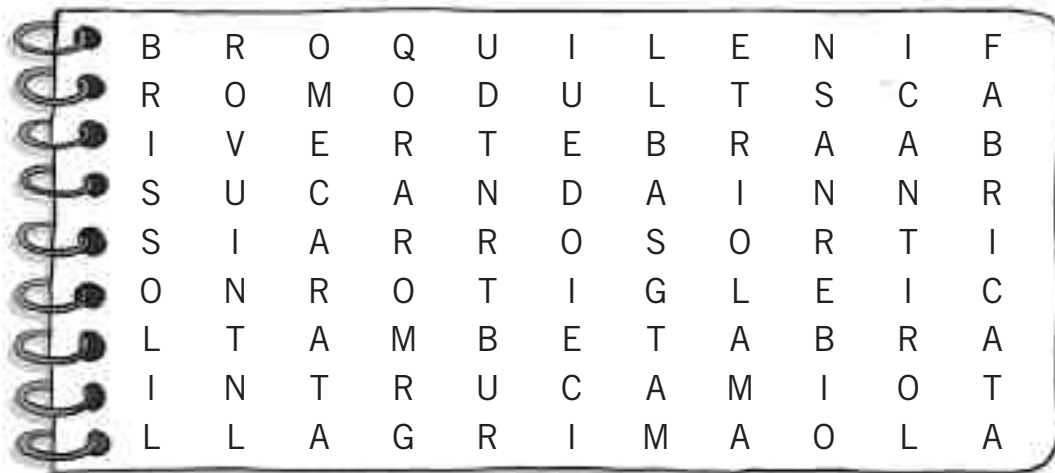 B R O Q U I L E N I F
R O M O D U L T S C A
I V E R T E B R A A B
S U C A N D A I N N R
S I A R R O S O R T I
O N R O T I G L E I C
L T A M B E T A B R A
I N T R U C A M I O T
L L A G R I M A O L A